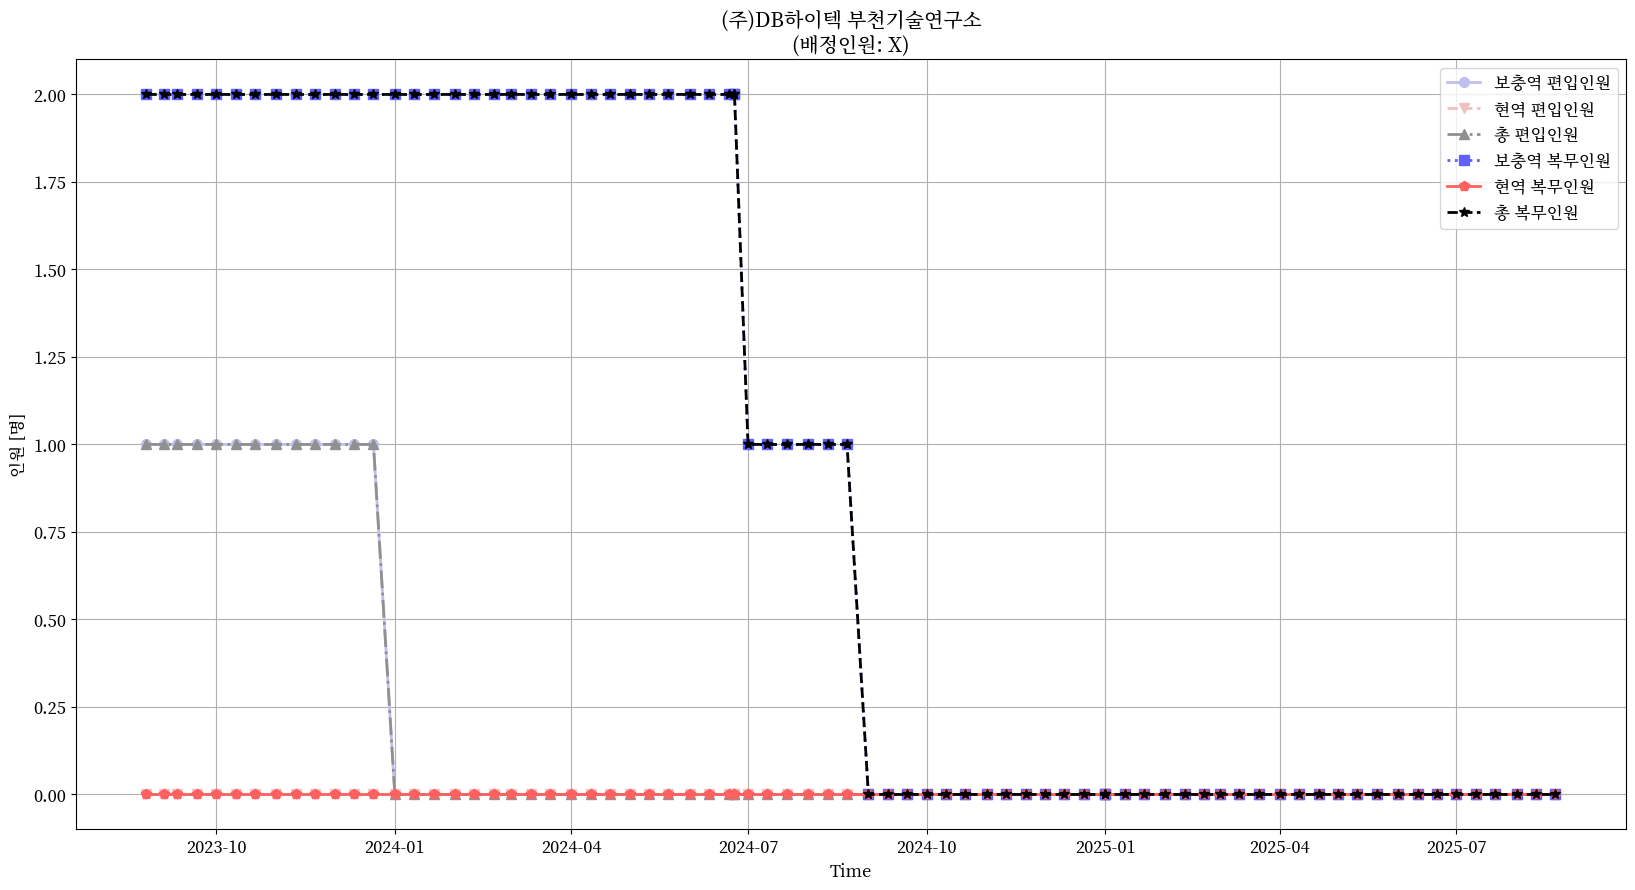 (주)DB하이텍 부천기술연구소
(배정인원: X)
보충역 편입인원
현역 편입인원
총 편입인원
보충역 복무인원
현역 복무인원
총 복무인원
인원 [명]
2.00
1.75
1.50
1.25
1.00
0.75
0.50
0.25
0.00
2023-10
2024-01
2024-04
2024-07
2024-10
2025-01
2025-04
2025-07
Time